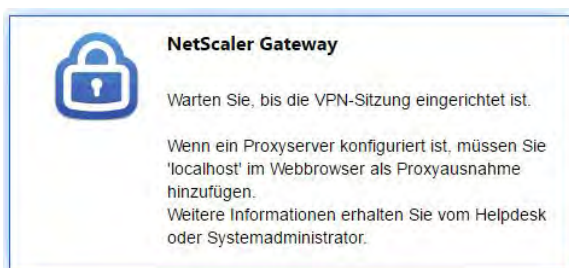 NetScaler Gateway
Warten Sie, bis die VPN-Sitzung eingerichtet ist.
Wenn ein Proxyserver konfiguriert ist, müssen Sie
'localhost' im Webbrowser als Proxyausnahme
hinzufügen.
Weitere Informationen erhalten Sie vom Helpdesk
oder Systemadministrator.